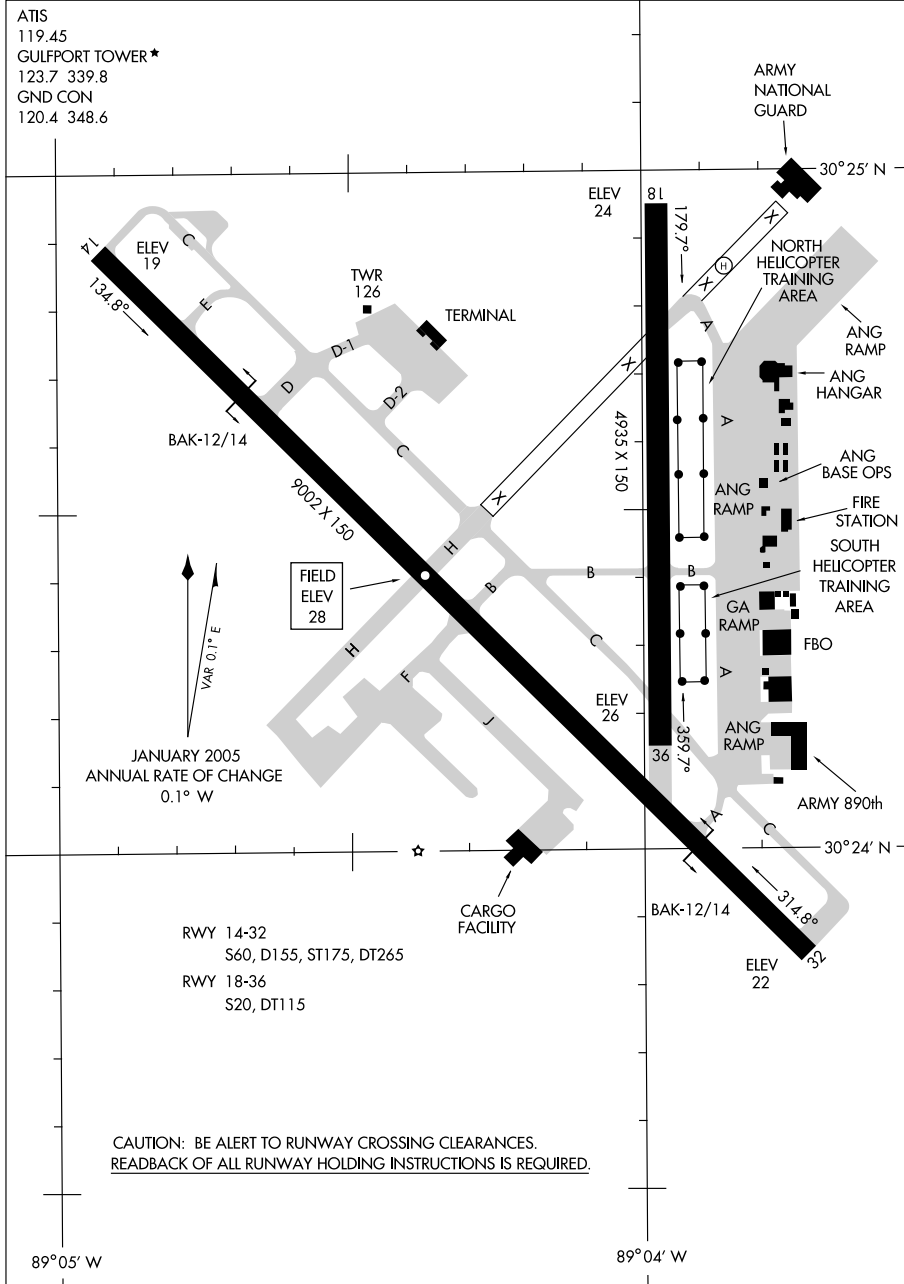 ATIS
119.45
GULFPORT TOWER★
123.7 339.8
GND CON
120.4 348.6
ARMY
NATIONAL
GUARD
30°25' N
ELEV
24
18
179.7°
X
H
X
NORTH
HELICOPTER
TRAINING
AREA
14
ELEV
19
C
134.8°
E
TWR
126
TERMINAL
D-1
D
D-2
X
A
ANG
RAMP
ANG
HANGAR
BAK-12/14
C
4935 X 150
A
ANG
BASE OPS
9002 X 150
X
ANG
RAMP
FIRE
STATION
H
SOUTH
HELICOPTER
TRAINING
AREA
FIELD
ELEV
28
B
B
B
GA
RAMP
FBO
VAR 0.1° E
H
F
C
A
J
ELEV
26
36
359.7°
ANG
RAMP
JANUARY 2005
ANNUAL RATE OF CHANGE
0.1° W
ARMY 890th
A
C
30°24' N
CARGO
FACILITY
BAK-12/14
314.8°
32
ELEV
22
RWY 14-32
S60, D155, ST175, DT265
RWY 18-36
S20, DT115
CAUTION: BE ALERT TO RUNWAY CROSSING CLEARANCES.
READBACK OF ALL RUNWAY HOLDING INSTRUCTIONS IS REQUIRED.
89°05' W
89°04' W